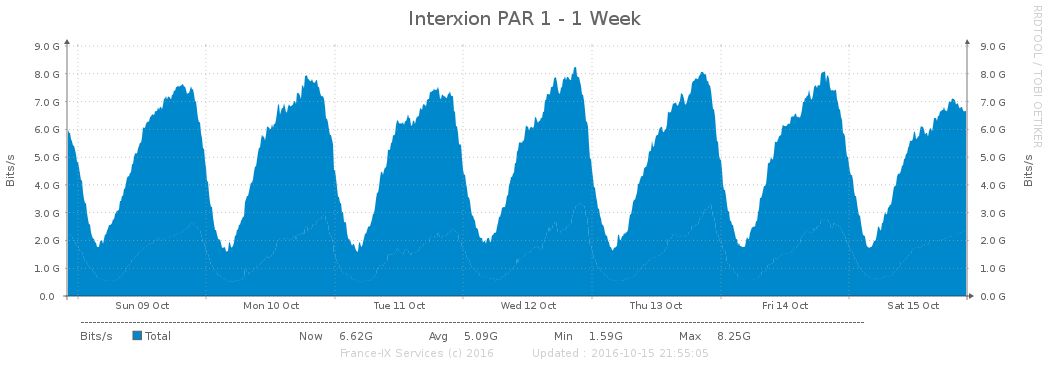 Interxion PAR 1 - 1 Week
RRDTOOL / TOBI OETIKER
9.0 G 9.0 G
8.0 G 8.0 G
7.0 G 7.0 G
6.0 G 6.0 G
5.0 G 5.0 G
4.0 G 4.0 G
3.0 G 3.0 G
2.0 G 2.0 G
1.0 G 1.0 G
0.0 0.0 G
Bits/s Bits/s
Sun 09 Oct Mon 10 Oct Tue 11 Oct Wed 12 Oct Thu 13 Oct Fri 14 Oct Sat 15 Oct
Bits/s Total Now 6.62G Avg 5.09G Min 1.59G Max 8.25G
France-IX Services (c) 2016 Updated : 2016-10-15 21:55:05